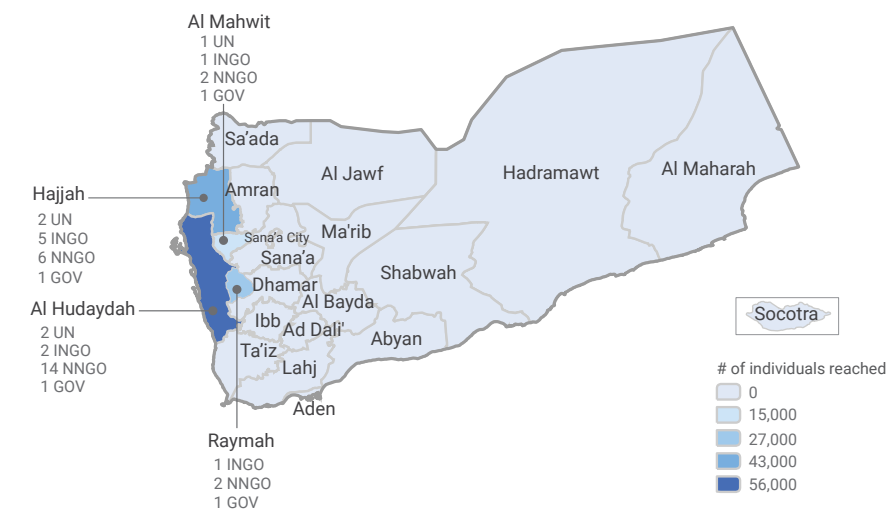 Al Mahwit
1 UN
1 INGO
2 NNGO
1 GOV
Sa'ada
Al Jawf
Hadramawt
Al Maharah
Hajjah
2 UN
5 INGO
6 NNGO
1 GOV
Amran
Sana'a City
Ma'rib
Sana'a
Shabwah
Dhamar
Al Bayda
Al Hudaydah
2 UN
2 INGO
14 NNGO
1 GOV
Ibb
Ad Dali'
Abyan
Ta'iz
Lahj
Aden
Socotra
Raymah
1 INGO
2 NNGO
1 GOV
# of individuals reached
0
15,000
27,000
43,000
56,000